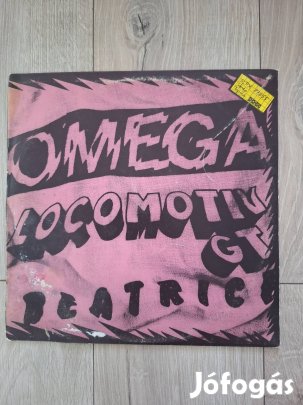 OMEGA
LOCOMOTIV
GT
BEATRICE
Jófogás